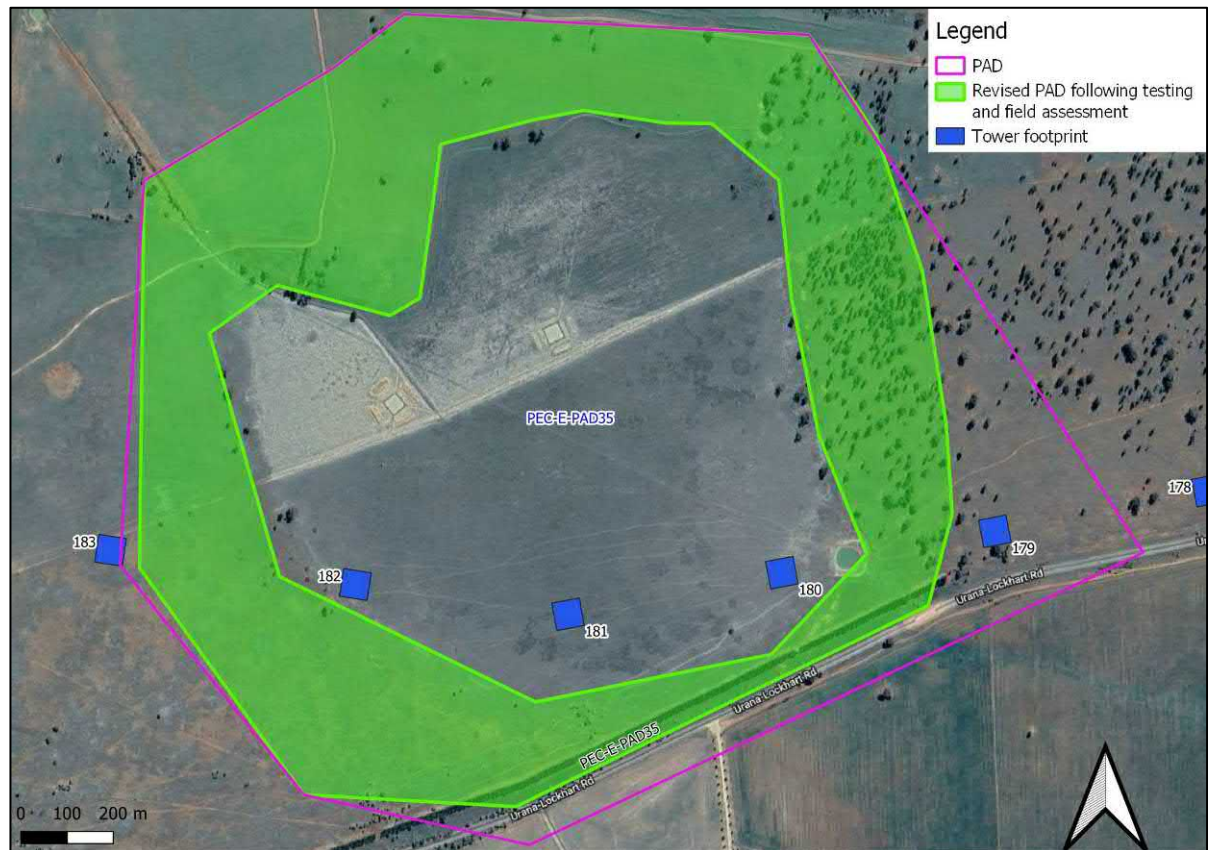 Legend
PAD
Revised PAD following testing
and field assessment
Tower footprint
PEC-E-PAD35
178
183
179
182
180
181
Urana-Lockhart Rd
Ur
Urana-Lockhart Rd
PEC-E-PAD35
Urana-Lockhart Rd
0 100 200 m